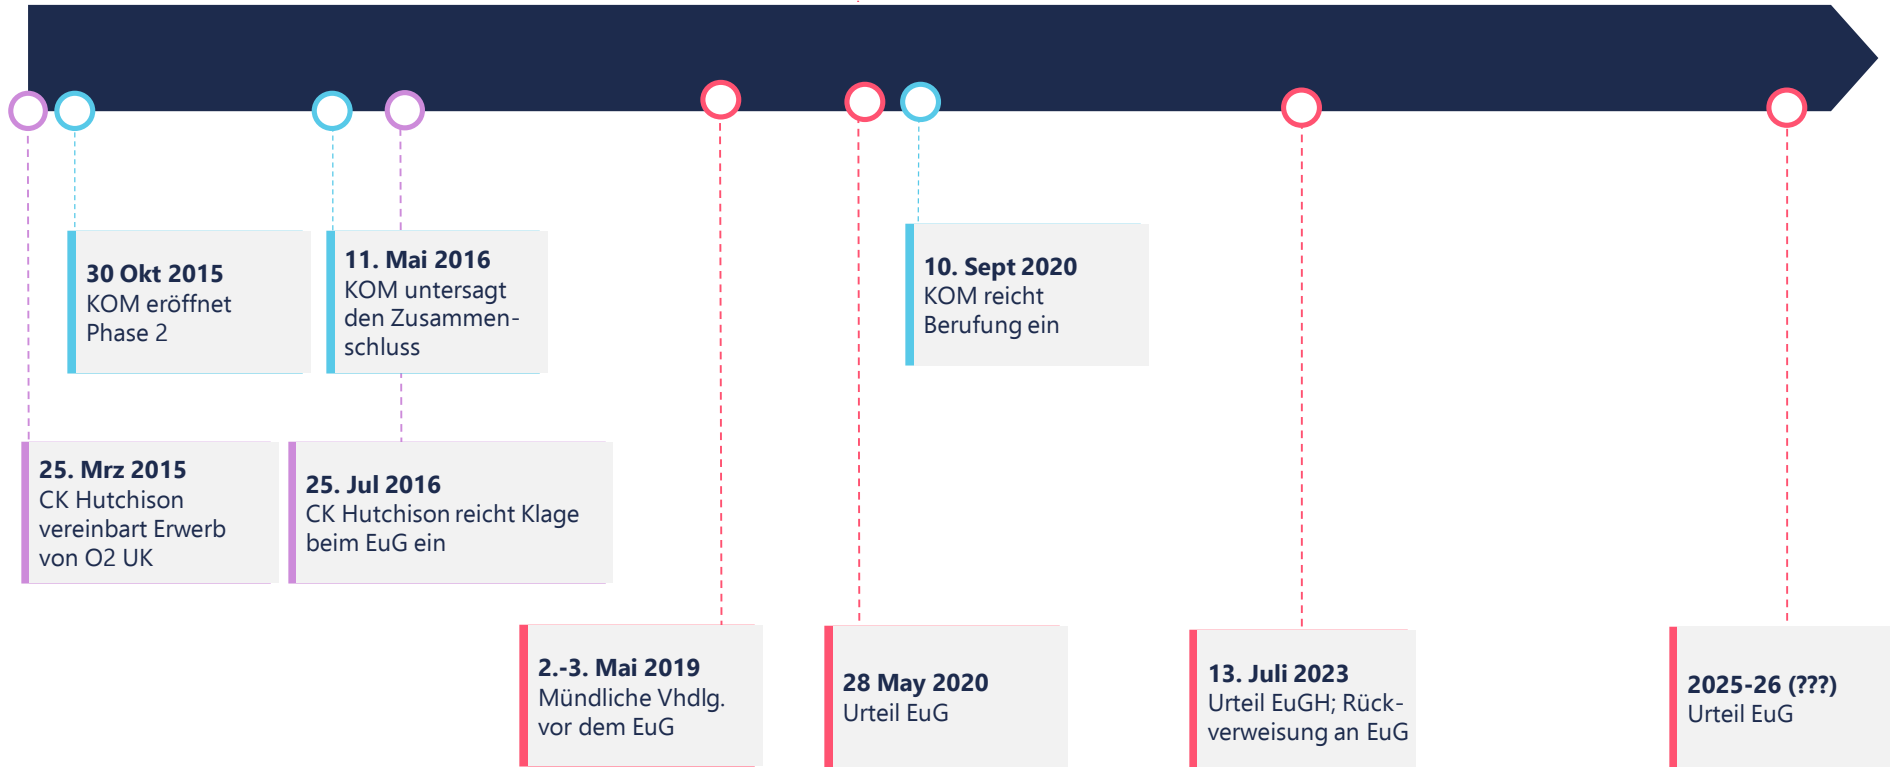 30 Okt 2015
KOM eröffnet
Phase 2
11. Mai 2016
KOM untersagt
den Zusammen-
schluss
10. Sept 2020
KOM reicht
Berufung ein
25. Mrz 2015
CK Hutchison
vereinbart Erwerb
von O2 UK
25. Jul 2016
CK Hutchison reicht Klage
beim EuG ein
2.-3. Mai 2019
Mündliche Vhdlg.
vor dem EuG
28 May 2020
Urteil EuG
13. Juli 2023
Urteil EuGH; Rück-
verweisung an EuG
2025-26 (???)
Urteil EuG